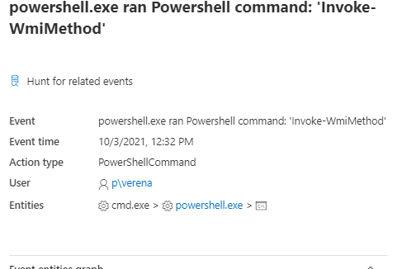 powershell.exe ran Powershell command: 'Invoke-
WmiMethod'
Hunt for related events
Event powershell.exe ran Powershell command: 'Invoke-WmiMethod'
Event time 10/3/2021, 12:32 PM
Action type PowerShellCommand
User p\verena
Entities cmd.exe > powershell.exe >
Event entities graph